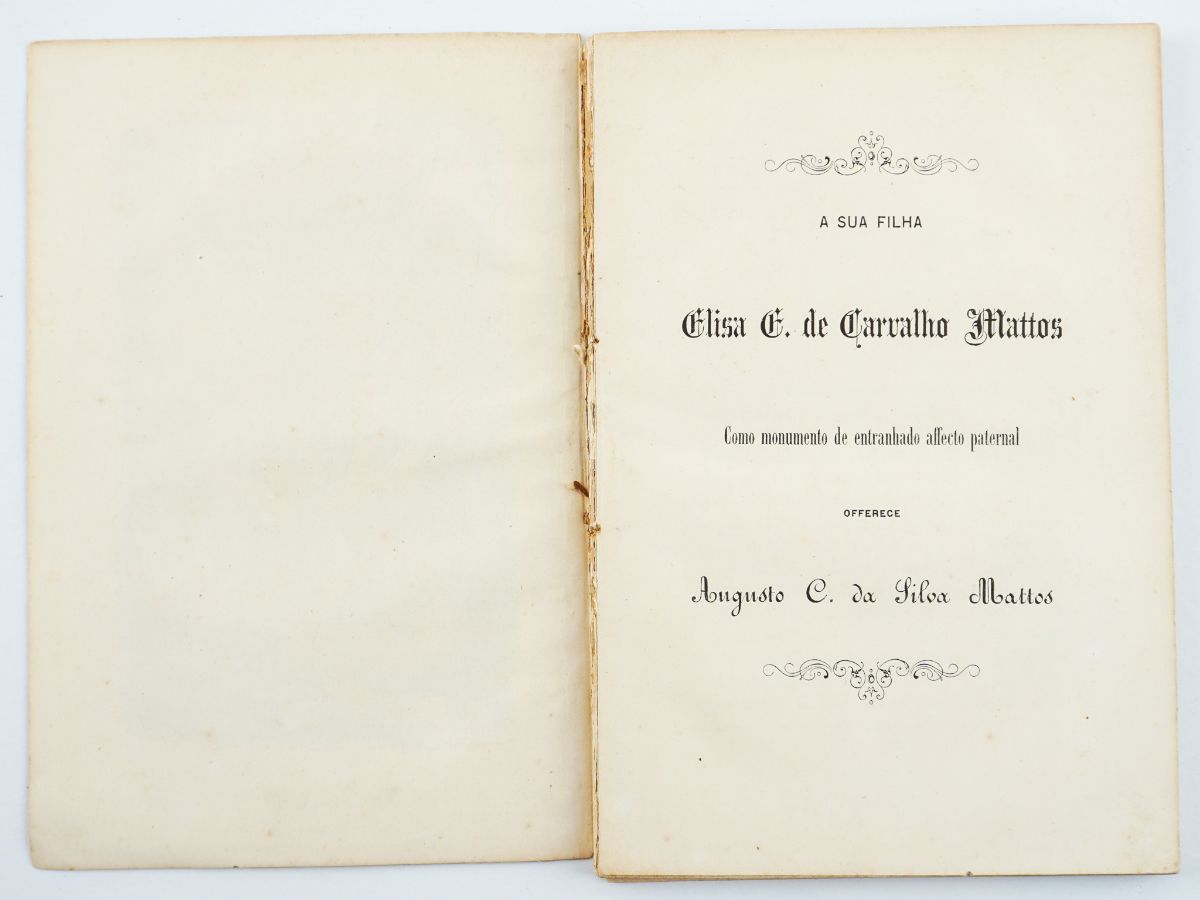 A SUA FILHA
Elisa E. de Carvalho Mattos
Como monumento de entranhado affecto paternal
OFFERECE
Augusto C. da Silva Mattos